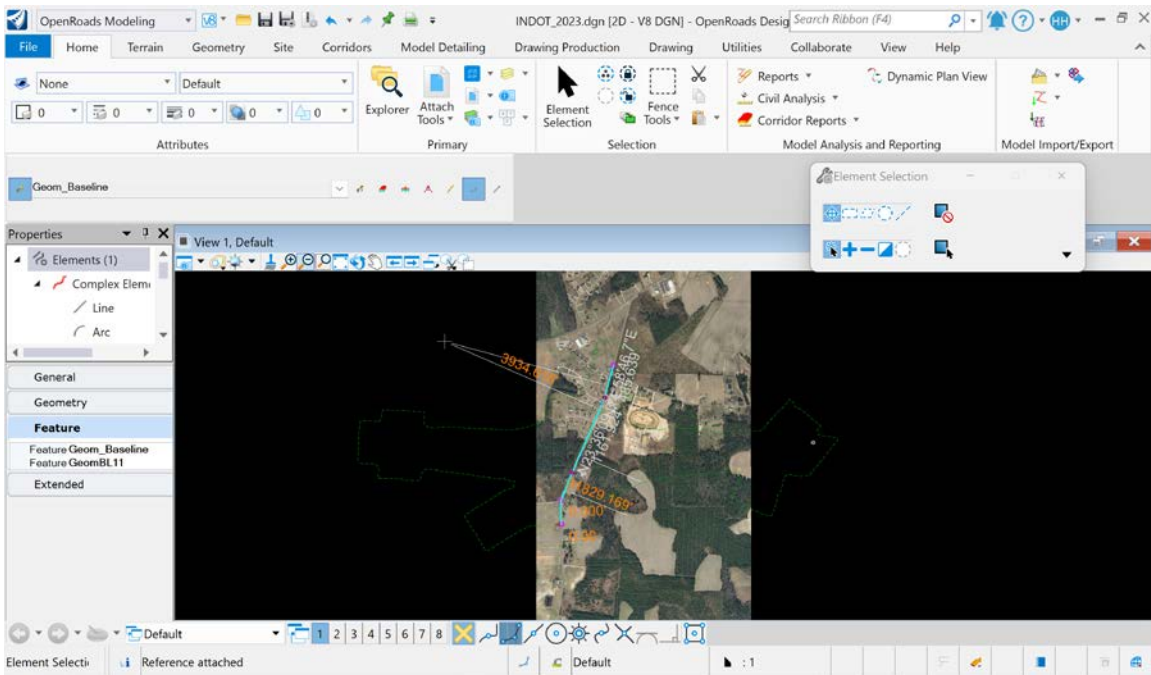 OpenRoads Modeling
INDOT_2023.dgn [2D - V8 DGN] - OpenRoads Desig
Search Ribbon (F4)
HH
File Home Terrain Geometry Site Corridors Model Detailing Drawing Production Drawing Utilities Collaborate View Help
None Default
0 0 0 0 0
Attributes
Explorer
Attach Tools
Primary
Element Selection
Fence Tools
Selection
Reports
Civil Analysis
Corridor Reports
Dynamic Plan View
Model Analysis and Reporting
Model Import/Export
Geom_Baseline
Element Selection
Properties
Elements (1)
Complex Elem
Line
Arc
General
Geometry
Feature
Feature Geom_Baseline
Feature GeomBL11
Extended
View 1, Default
829.169'
Default
1 2 3 4 5 6 7 8
Element Selecti
Reference attached
Default
: 1